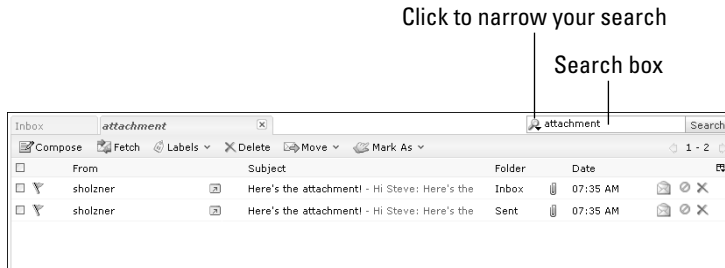 Click to narrow your search
Search box
Inbox attachment attachment Search
Compose Fetch Labels Delete Move Mark As 1 - 2
From Subject Folder Date
sholzner Here's the attachment! - Hi Steve: Here's the Inbox 07:35 AM
sholzner Here's the attachment! - Hi Steve: Here's the Sent 07:35 AM